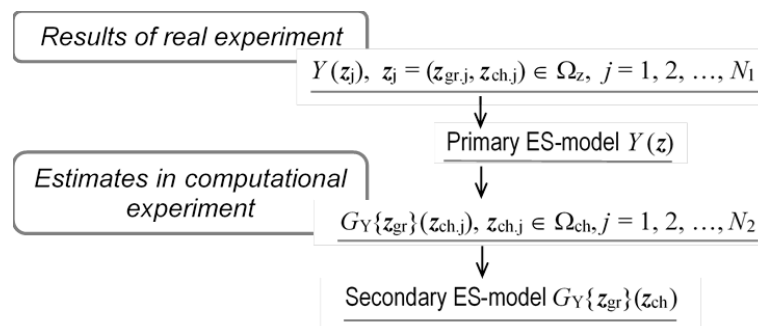 Results of real experiment
Y(zj), zj = (zgr.j, zch.j) ∈ Ωz, j = 1, 2, …, N1
Primary ES-model Y(z)
Estimates in computational
experiment
GY{zgr}(zch.j), zch.j ∈ Ωch, j = 1, 2, …, N2
Secondary ES-model GY{zgr}(zch)